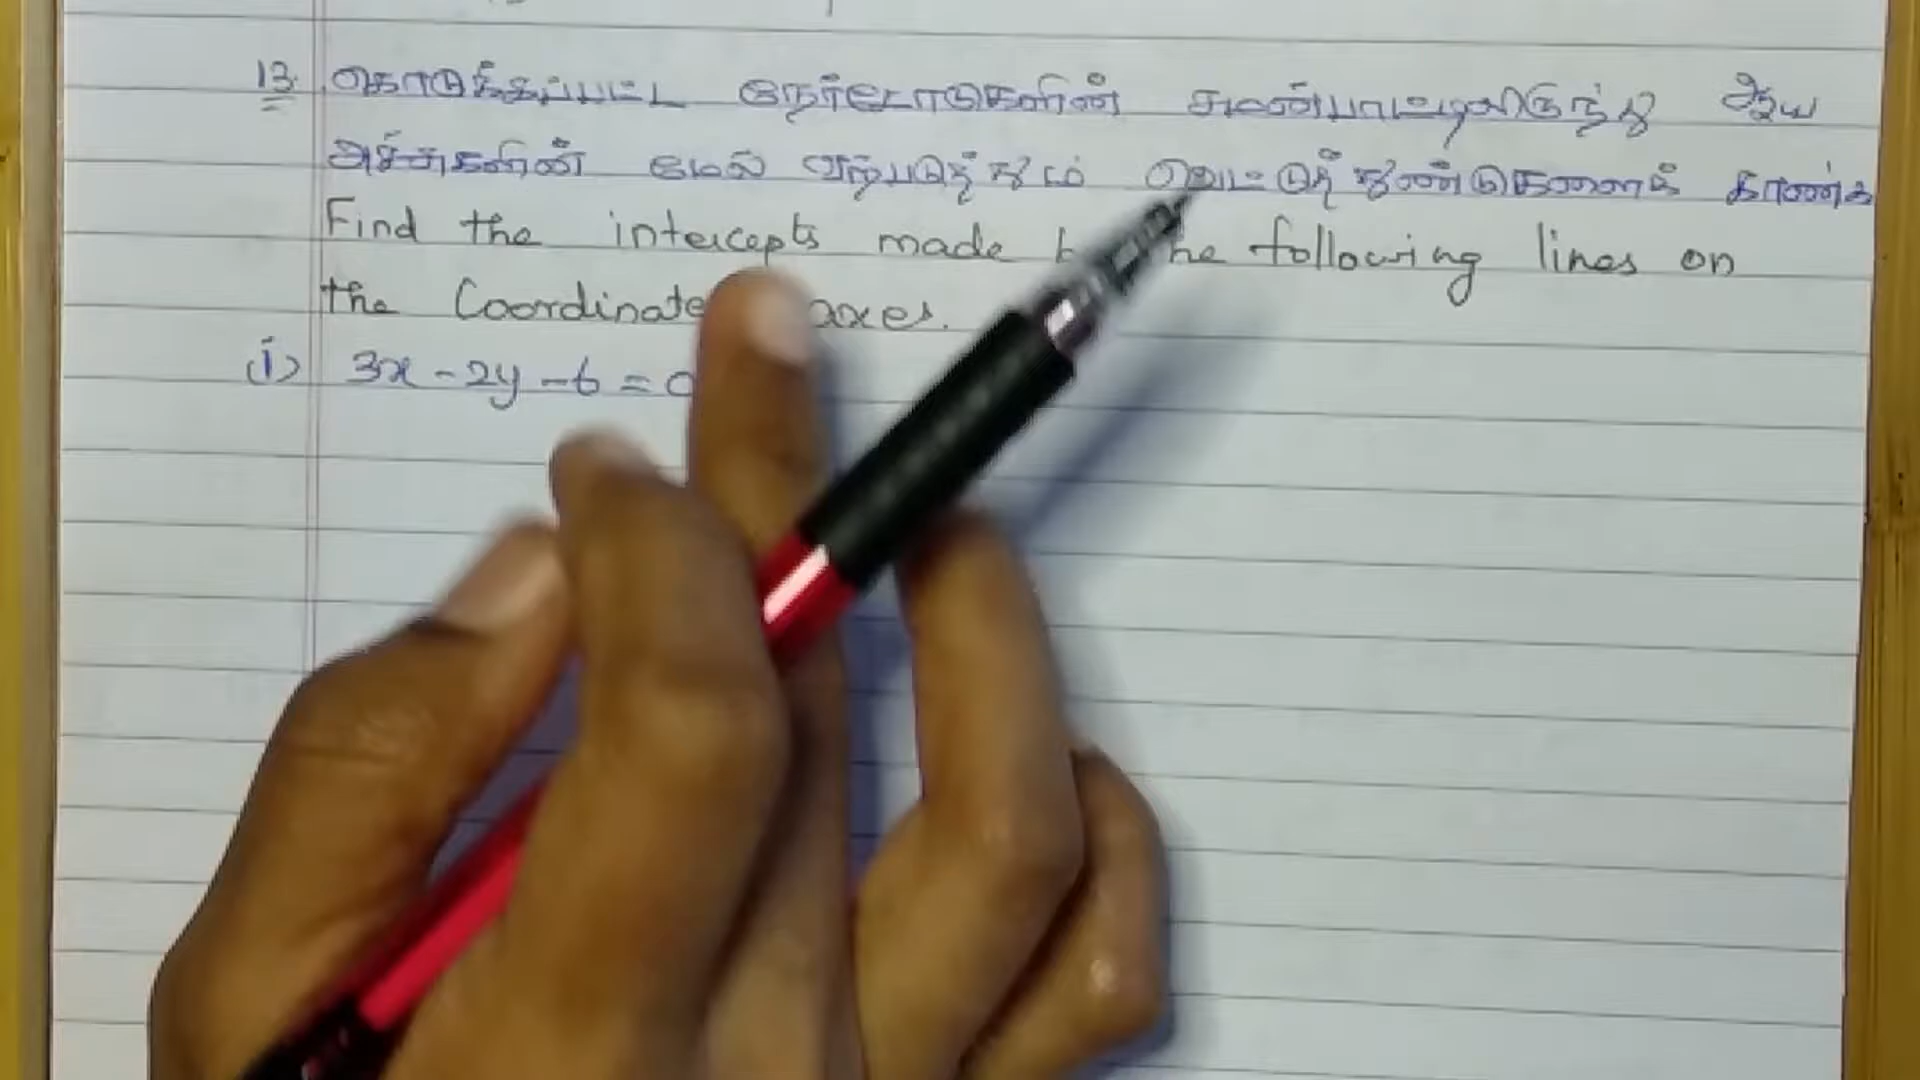 13. கொடுக்கப்பட்ட நேர்கோடுகளின் சமன்பாட்டிலிருந்து ஆய
அச்சுகளின் மேல் ஏற்படுத்தும் வெட்டுத்துண்டுகளைக் காண்க
Find the intercepts made the following lines on
the Coordinate axes.
(i) 3x - 2y - 6 = 0